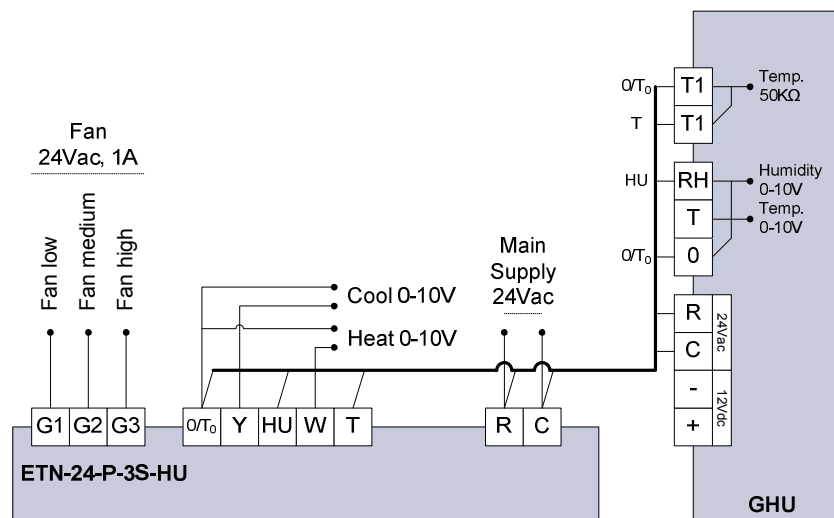 Fan
24Vac, 1A
Fan low
Fan medium
Fan high
Cool 0-10V
Heat 0-10V
Main
Supply
24Vac
G1 G2 G3
0/T₀ Y HU W T
R C
ETN-24-P-3S-HU
0/T₀ T1
T T1
Temp.
50KΩ
HU RH
T
0/T₀ 0
Humidity
0-10V
Temp.
0-10V
R
C
24Vac
-
+
12Vdc
GHU